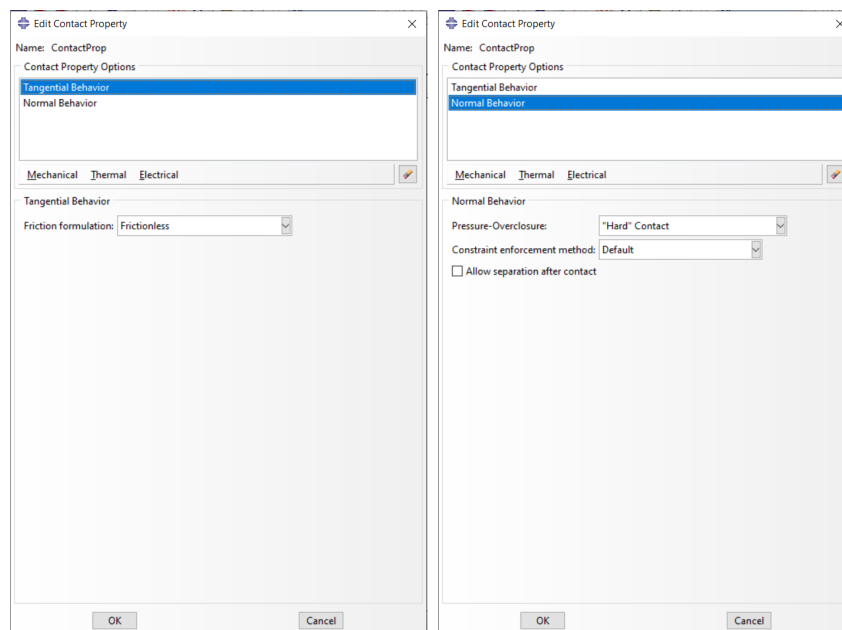 Edit Contact Property
Name: ContactProp
Contact Property Options
Tangential Behavior
Normal Behavior
Mechanical Thermal Electrical
Tangential Behavior
Friction formulation: Frictionless
OK Cancel
Edit Contact Property
Name: ContactProp
Contact Property Options
Tangential Behavior
Normal Behavior
Mechanical Thermal Electrical
Normal Behavior
Pressure-Overclosure: "Hard" Contact
Constraint enforcement method: Default
Allow separation after contact
OK Cancel